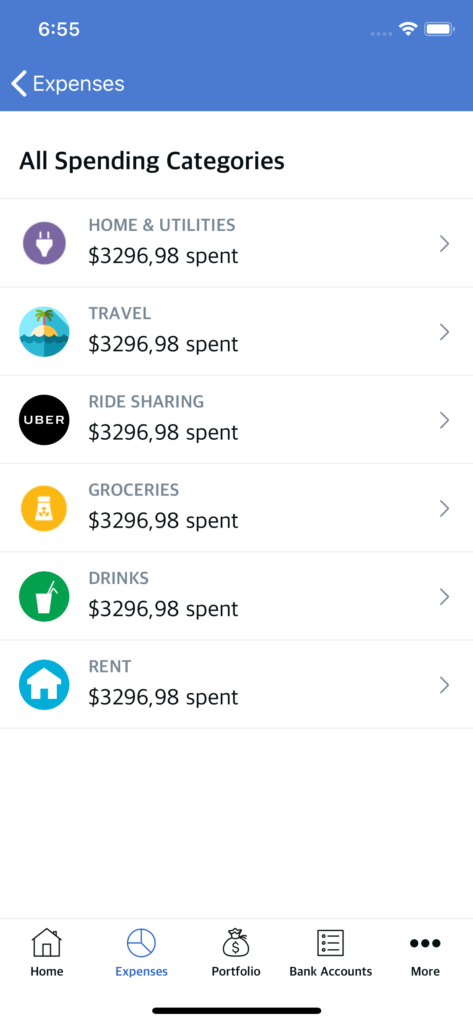 6:55
Expenses
All Spending Categories
HOME & UTILITIES
$3296,98 spent
TRAVEL
$3296,98 spent
UBER
RIDE SHARING
$3296,98 spent
GROCERIES
$3296,98 spent
DRINKS
$3296,98 spent
RENT
$3296,98 spent
Home Expenses Portfolio Bank Accounts More